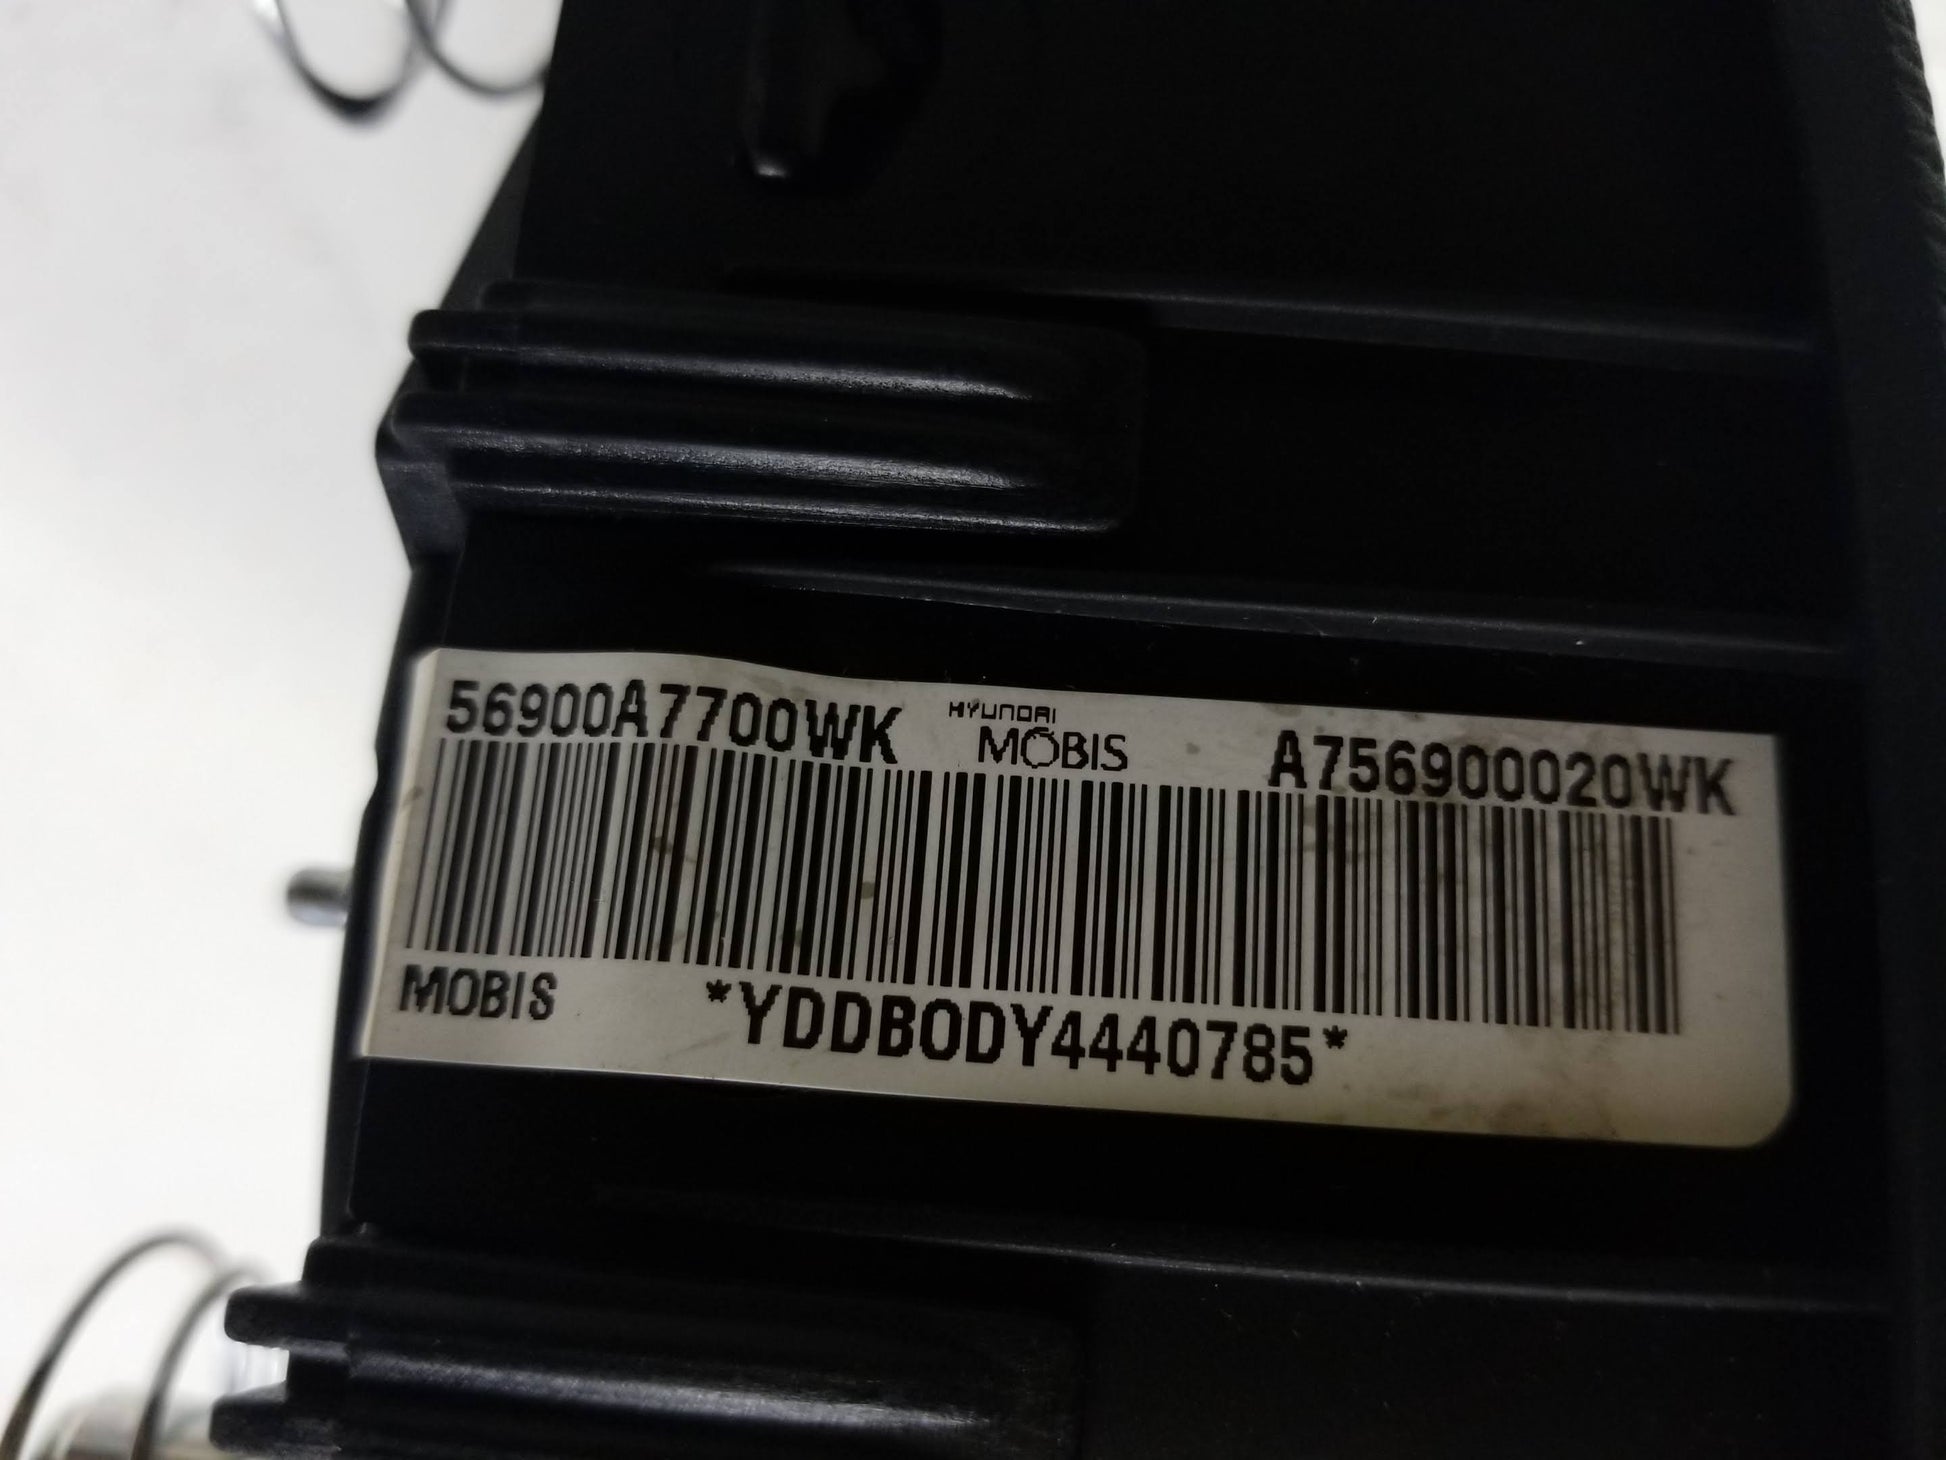 56900A7700WK HYUNDAI MOBIS A756900020WK
MOBIS *YDDBODY4440785*